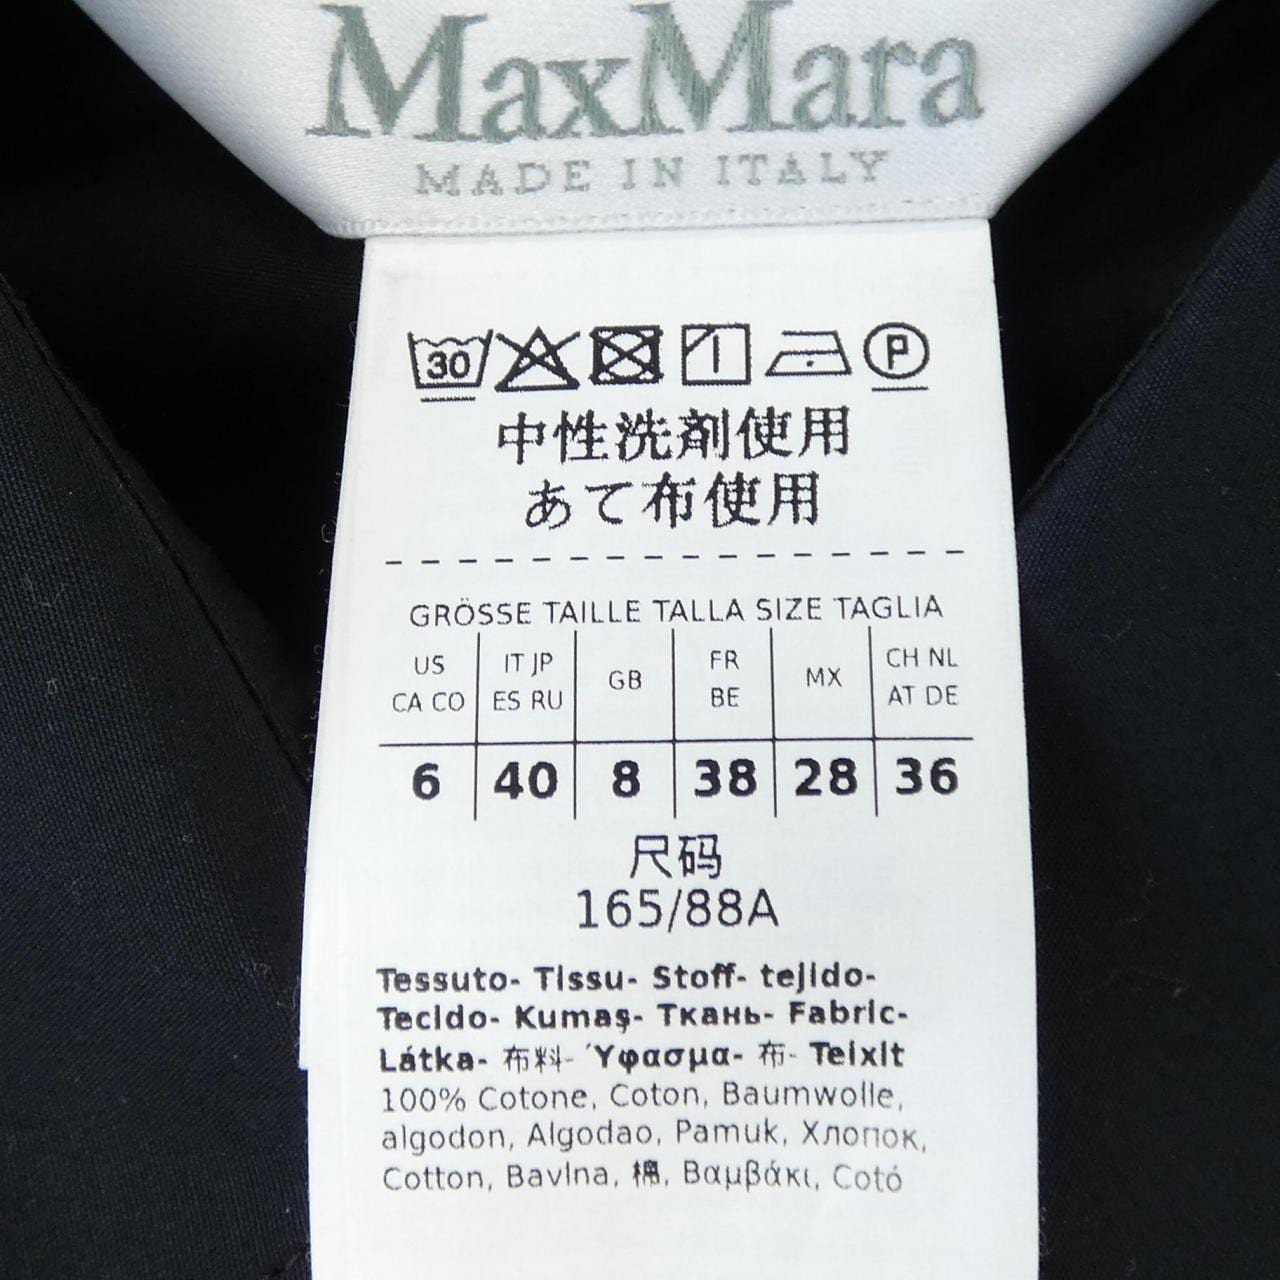 MaxMara
MADE IN ITALY
30 P
中性洗剤使用
あて布使用
GRÖSSE TAILLE TALLA SIZE TAGLIA
US CA CO IT JP ES RU GB FR BE MX CH NL AT DE
6 40 8 38 28 36
尺码
165/88A
Tessuto- Tissu- Stoff- tejido-
Tecido- Kumaş- Ткань- Fabric-
Látka- 布料- Ύφασμα- 布- Teixit
100% Cotone, Coton, Baumwolle,
algodon, Algodao, Pamuk, Хлопок,
Cotton, Bavlna, 棉, Βαμβάκι, Cotó